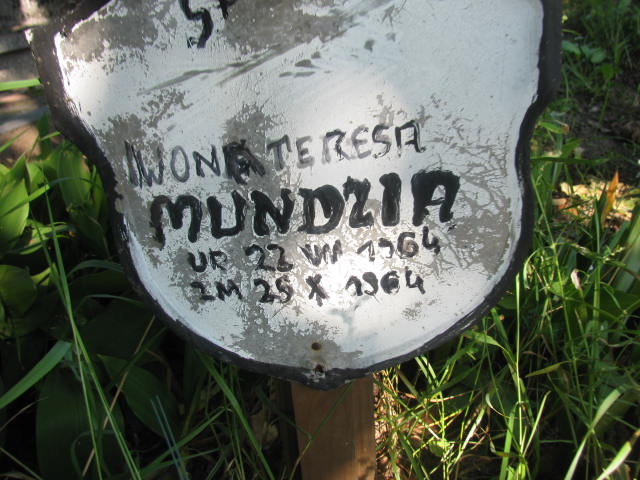 IWONA TERESA
MUNDZIA
UR 22 VII 1964
ZM 25 X 1964